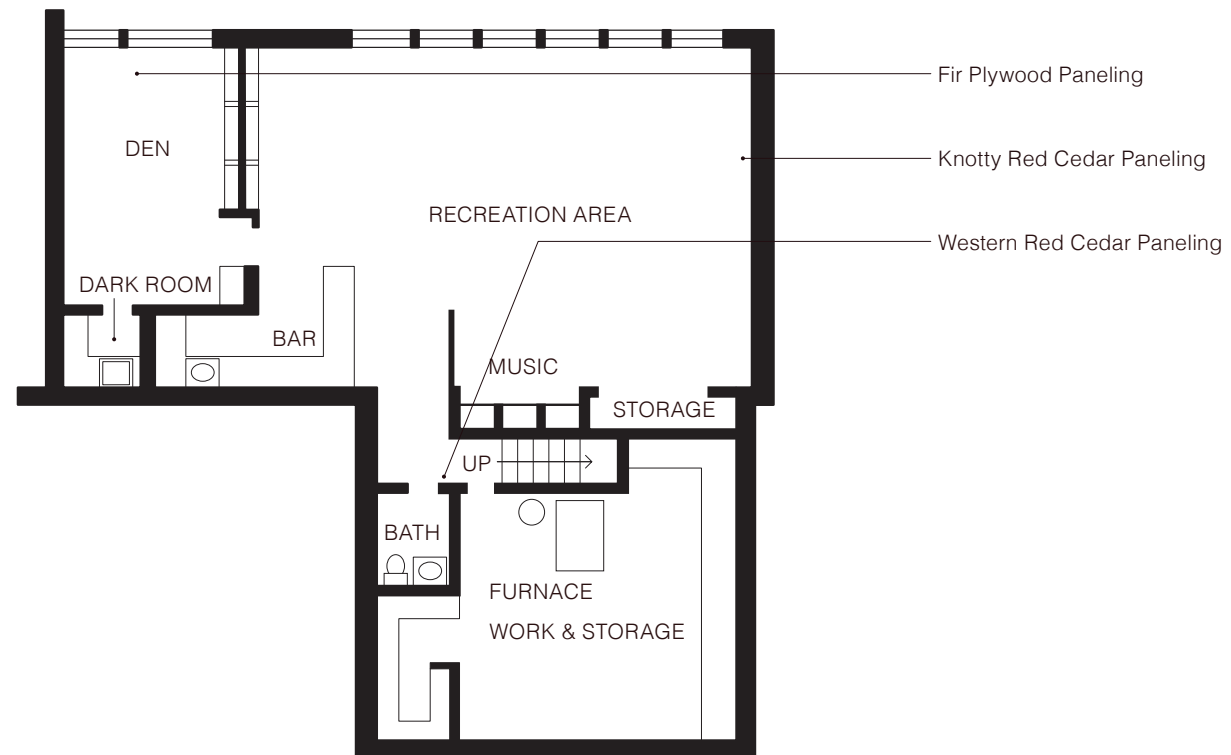 Fir Plywood Paneling
DEN
Knotty Red Cedar Paneling
RECREATION AREA
Western Red Cedar Paneling
DARK ROOM
BAR
MUSIC
STORAGE
UP
BATH
FURNACE
WORK & STORAGE